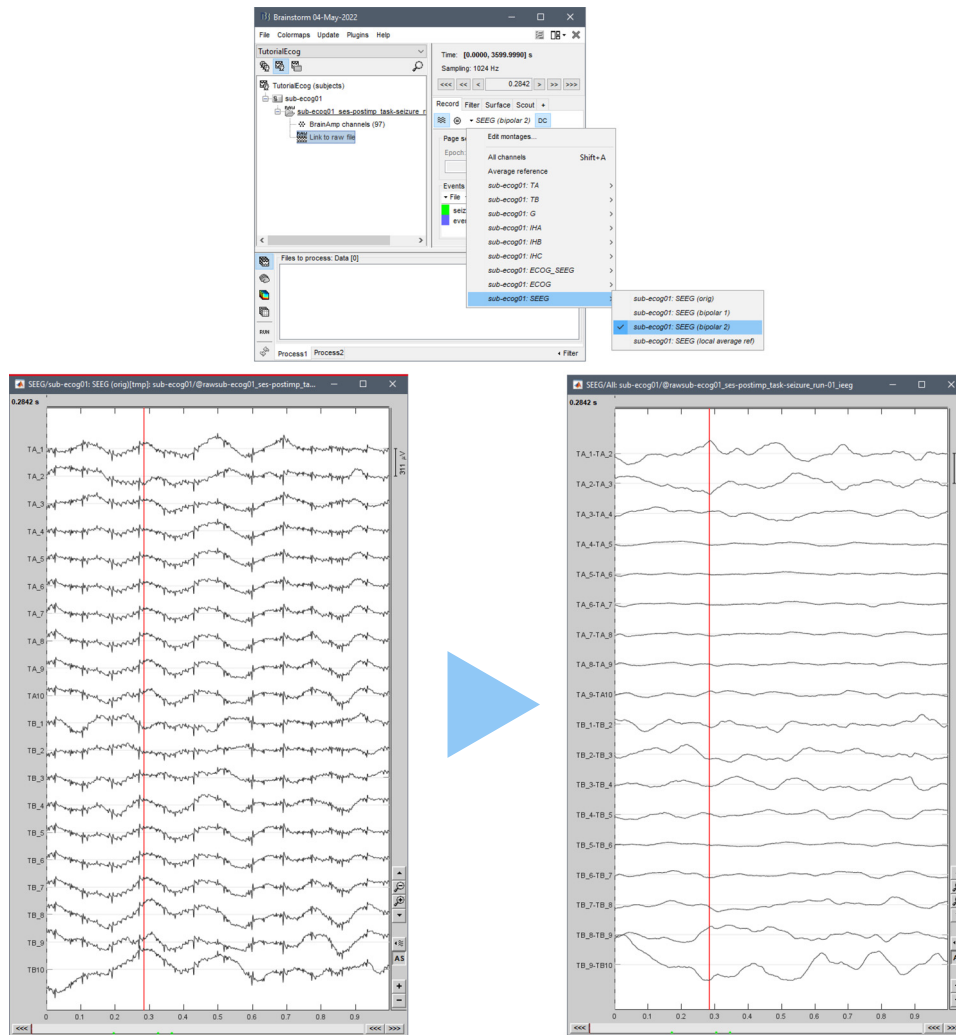 Brainstorm 04-May-2022
File Colormaps Update Plugins Help
TutorialEcog
TutorialEcog (subjects)
sub-ecog01
sub-ecog01_ses-postimp_task-seizure_r
BrainAmp channels (97)
Link to raw file
Time: [0.0000, 3599.9990] s
Sampling: 1024 Hz
<<< << < 0.2842 > >> >>>
Record Filter Surface Scout +
SEEG (bipolar 2) DC
Page se
Epoch:
Events
File
seiz
ever
Edit montages...
All channels Shift+A
Average reference
sub-ecog01: TA >
sub-ecog01: TB >
sub-ecog01: G >
sub-ecog01: IHA >
sub-ecog01: IHB >
sub-ecog01: IHC >
sub-ecog01: ECOG_SEEG >
sub-ecog01: ECOG >
sub-ecog01: SEEG >
sub-ecog01: SEEG (orig)
sub-ecog01: SEEG (bipolar 1)
sub-ecog01: SEEG (bipolar 2)
sub-ecog01: SEEG (local average ref)
Files to process: Data [0]
RUN
Process1 Process2
Filter
SEEG/sub-ecog01: SEEG (orig)[tmp]: sub-ecog01/@rawsub-ecog01_ses-postimp_ta...
0.2842 s
TA_1
TA_2
TA_3
TA_4
TA_5
TA_6
TA_7
TA_8
TA_9
TA10
TB_1
TB_2
TB_3
TB_4
TB_5
TB_6
TB_7
TB_8
TB_9
TB10
311 µV
AS
+
−
0 0.1 0.2 0.3 0.4 0.5 0.6 0.7 0.8 0.9
<<< <<< >>>
SEEG/All: sub-ecog01/@rawsub-ecog01_ses-postimp_task-seizure_run-01_ieeg
0.2842 s
TA_1-TA_2
TA_2-TA_3
TA_3-TA_4
TA_4-TA_5
TA_5-TA_6
TA_6-TA_7
TA_7-TA_8
TA_8-TA_9
TA_9-TA10
TB_1-TB_2
TB_2-TB_3
TB_3-TB_4
TB_4-TB_5
TB_5-TB_6
TB_6-TB_7
TB_7-TB_8
TB_8-TB_9
TB_9-TB10
0 0.1 0.2 0.3 0.4 0.5 0.6 0.7 0.8 0.9
<<< <<< >>>